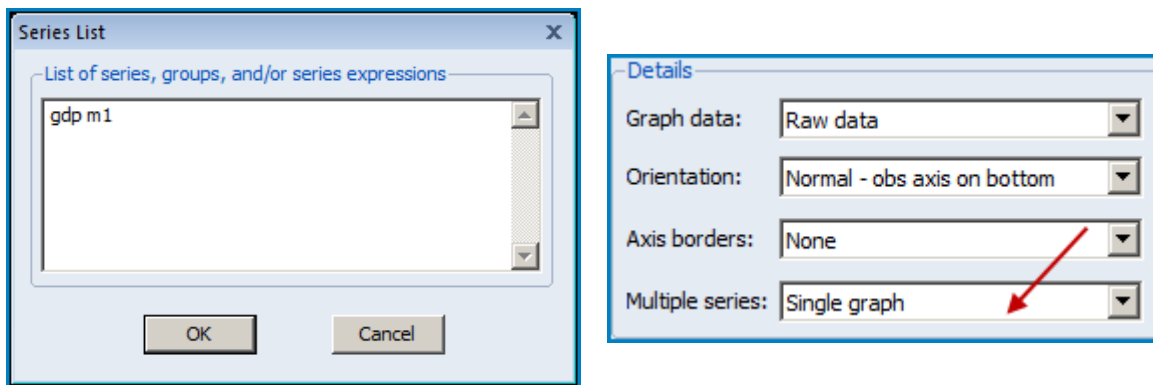 Series List
List of series, groups, and/or series expressions
gdp m1
OK Cancel
Details
Graph data: Raw data
Orientation: Normal - obs axis on bottom
Axis borders: None
Multiple series: Single graph